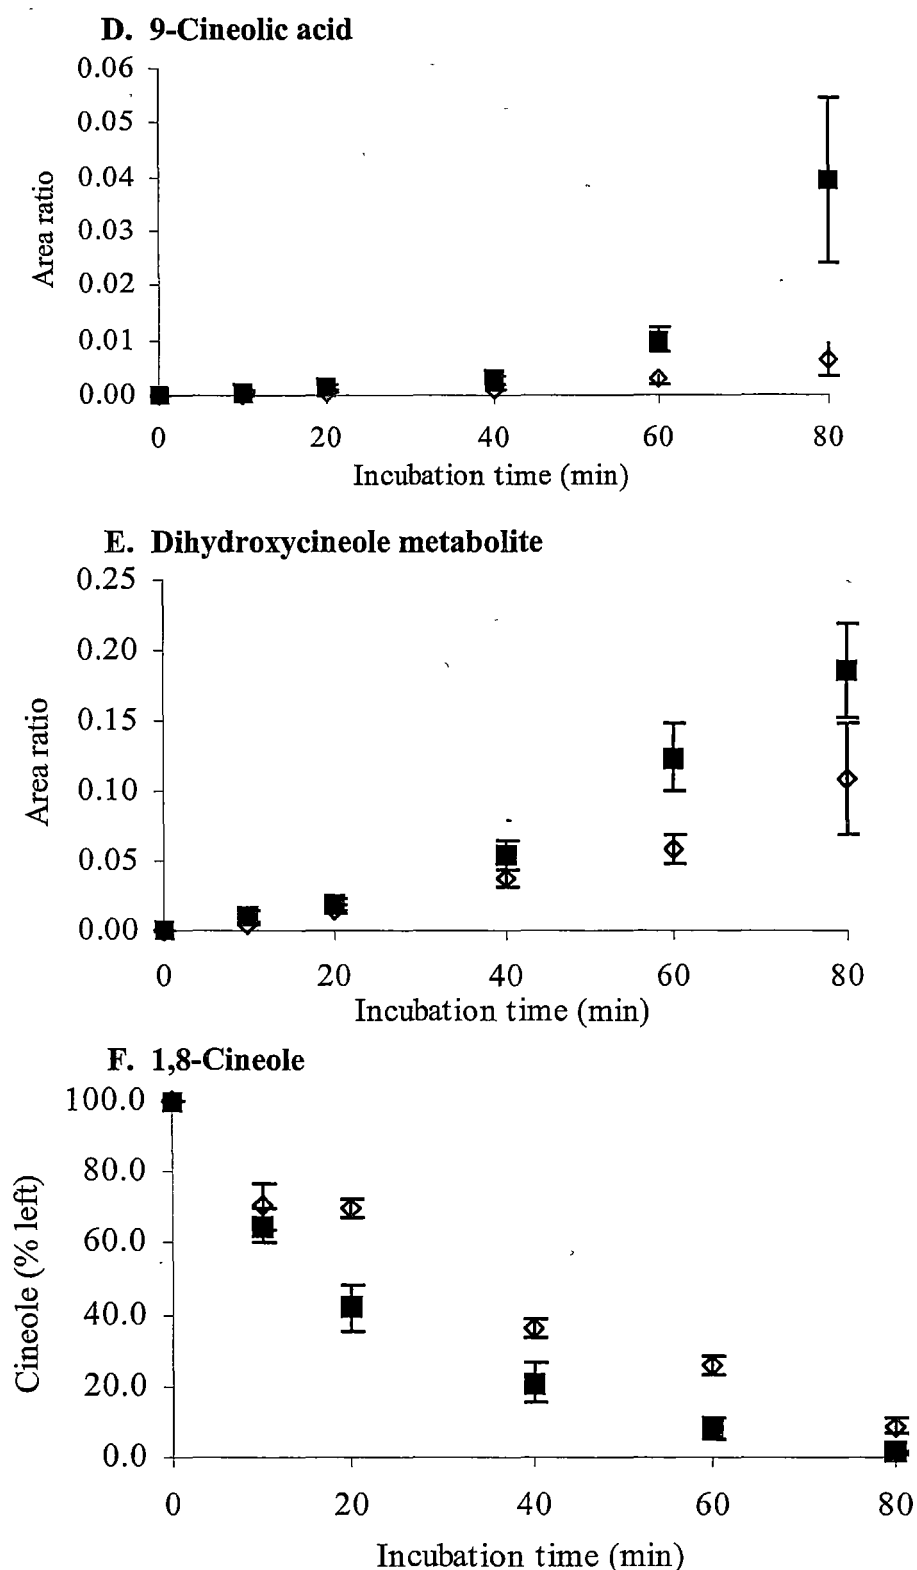 D. 9-Cineolic acid
0.06
0.05
0.04
0.03
0.02
0.01
0.00
Area ratio
0 20 40 60 80
Incubation time (min)
E. Dihydroxycineole metabolite
0.25
0.20
0.15
0.10
0.05
0.00
Area ratio
0 20 40 60 80
Incubation time (min)
F. 1,8-Cineole
100.0
80.0
60.0
40.0
20.0
0.0
Cineole (% left)
0 20 40 60 80
Incubation time (min)